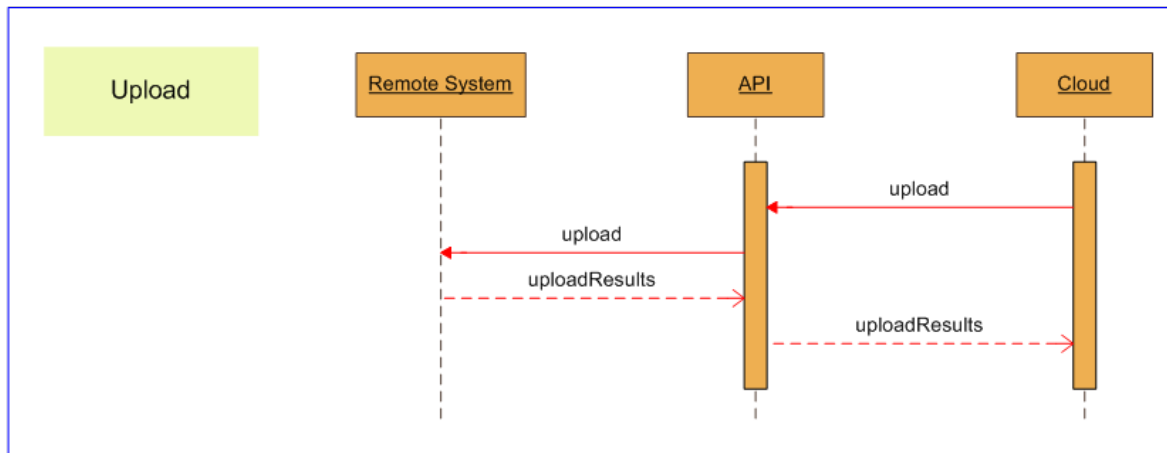 Upload
Remote System
API
Cloud
upload
upload
uploadResults
uploadResults